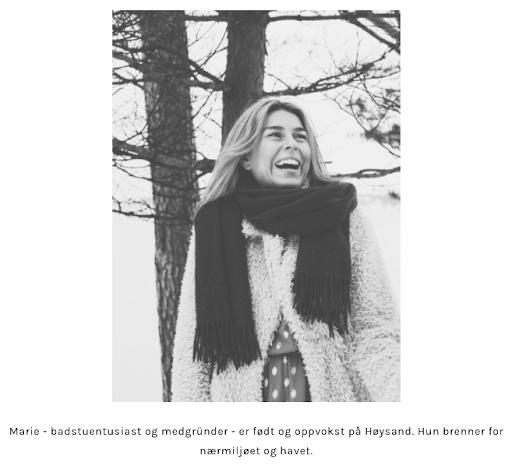 Marie - badstuentusiast og medgründer - er født og oppvokst på Høysand. Hun brenner for
nærmiljøet og havet.